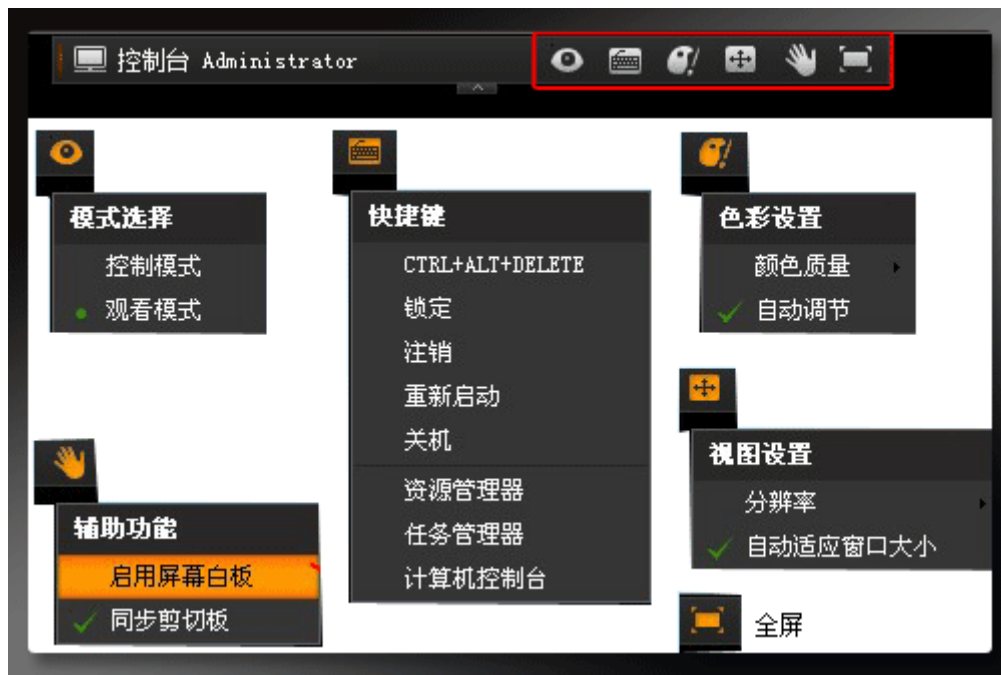 控制台 Administrator
模式选择
控制模式
观看模式
快捷键
CTRL+ALT+DELETE
锁定
注销
重新启动
关机
资源管理器
任务管理器
计算机控制台
色彩设置
颜色质量
自动调节
视图设置
分辨率
自动适应窗口大小
辅助功能
启用屏幕白板
同步剪切板
全屏